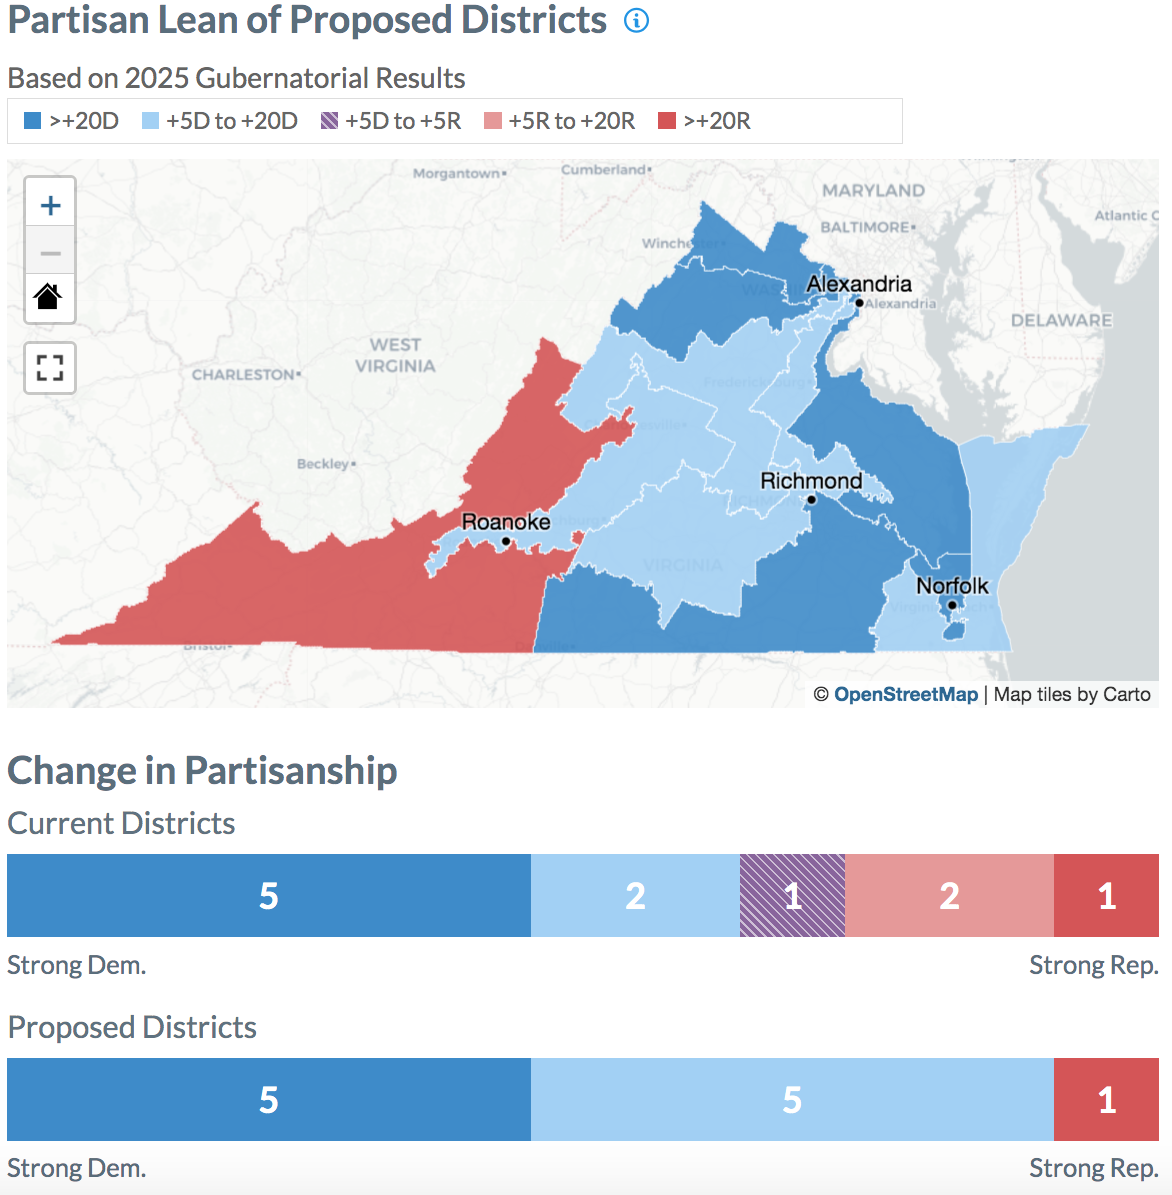 Partisan Lean of Proposed Districts
Based on 2025 Gubernatorial Results
>+20D +5D to +20D +5D to +5R +5R to +20R >+20R
Morgantown
Cumberland
MARYLAND
Atlantic C
BALTIMORE
Alexandria
Alexandria
DELAWARE
WEST
VIRGINIA
CHARLESTON
Beckley
Richmond
Roanoke
VIRGINIA
Norfolk
© OpenStreetMap | Map tiles by Carto
Change in Partisanship
Current Districts
5 2 1 2 1
Strong Dem. Strong Rep.
Proposed Districts
5 5 1
Strong Dem. Strong Rep.